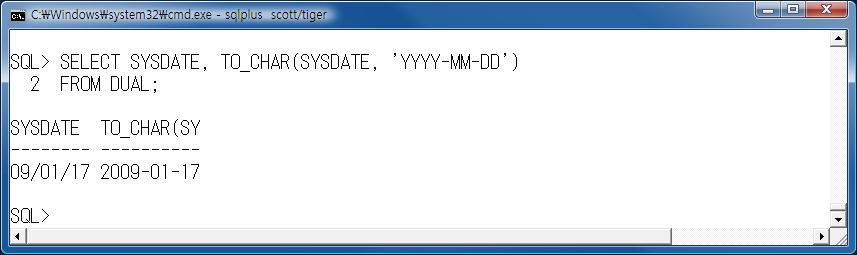 C:₩Windows₩system32₩cmd.exe - sqlplus  scott/tiger
SQL> SELECT SYSDATE, TO_CHAR(SYSDATE, 'YYYY-MM-DD')
  2  FROM DUAL;
SYSDATE  TO_CHAR(SY
-------- ----------
09/01/17 2009-01-17
SQL>